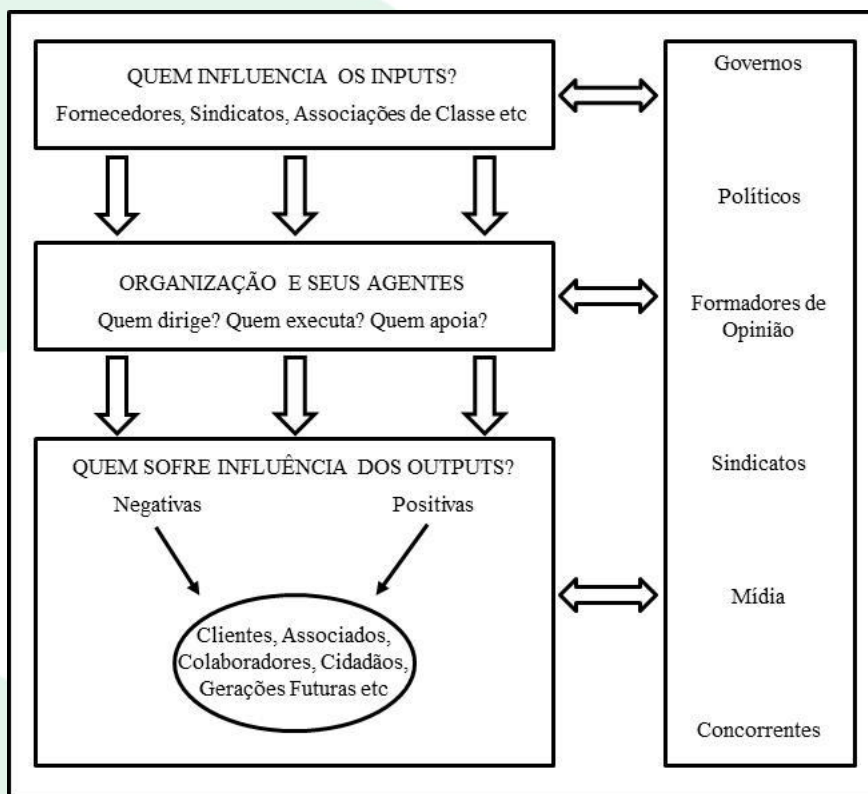 QUEM INFLUENCIA OS INPUTS?
Fornecedores, Sindicatos, Associações de Classe etc
ORGANIZAÇÃO E SEUS AGENTES
Quem dirige? Quem executa? Quem apoia?
QUEM SOFRE INFLUÊNCIA DOS OUTPUTS?
Negativas
Positivas
Clientes, Associados,
Colaboradores, Cidadãos,
Gerações Futuras etc
Governos
Políticos
Formadores de
Opinião
Sindicatos
Mídia
Concorrentes